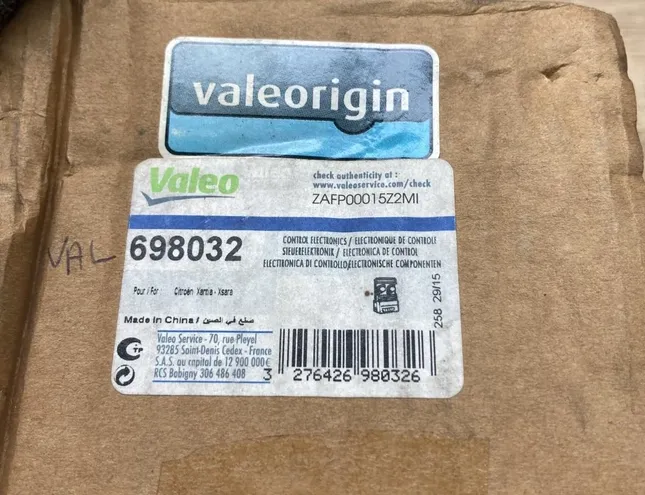 valeorigin
Valeo
check authenticity at :
www.valeoservice.com/check
ZAFP00015Z2MI
VAL
698032
CONTROL ELECTRONICS / ELECTRONIQUE DE CONTROLE
STEUERELEKTRONIK / ELECTRONICA DE CONTROL
ELECTRONICA DI CONTROLLO/ELECTRONISCHE COMPONENTEN
Pour / For Citroën Xantia - Xsara
258 29/15
Made in China / صنع في الصين
Valeo Service - 70, rue Pleyel
93285 Saint-Denis Cedex - France
S.A.S. au capital de 12 900 000€
RCS Bobigny 306 486 408
3 276426 980326